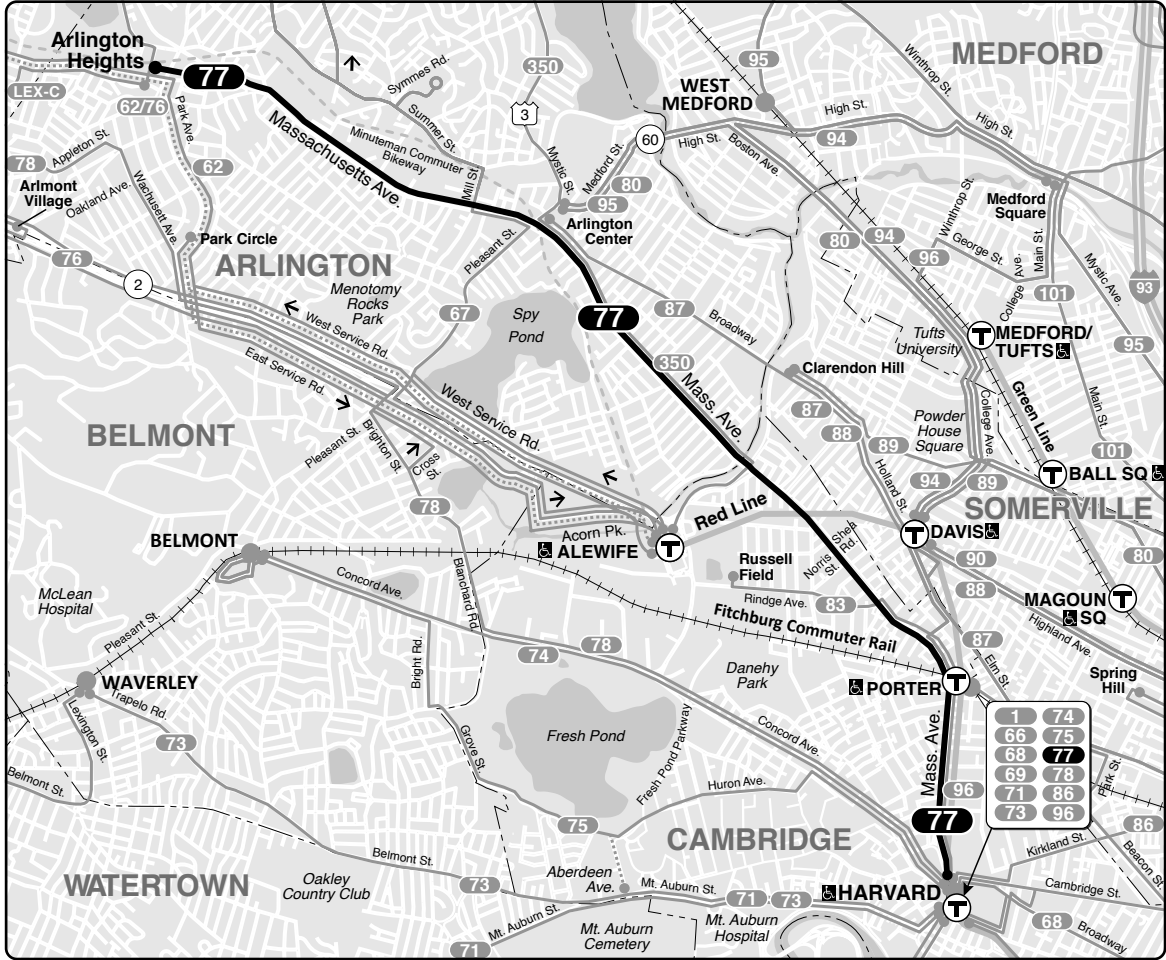 Arlington
Heights
77
LEX-C
62/76
Park Ave.
Symmes Rd.
Summer St.
350
3
95
WEST
MEDFORD
MEDFORD
Winthrop St.
High St.
94
High St.
60
High St.
Boston Ave.
Massachusetts Ave.
Minuteman Commuter
Bikeway
Mill St.
Mystic St.
Medford St.
80
95
Arlington
Center
78
Appleton St.
62
Arlmont
Village
Oakland Ave.
Wachusett Ave.
Park Circle
76
2
ARLINGTON
Menotomy
Rocks
Park
Pleasant St.
67
Spy
Pond
77
87
Broadway
350
Mass. Ave.
Medford
Square
Winthrop St.
George St.
Main St.
College Ave.
80
94
96
101
Mystic Ave.
93
95
Tufts
University
T
MEDFORD/
TUFTS
Green Line
Main St.
101
Clarendon Hill
87
88
89
Holland St.
Powder
House
Square
College Ave.
94
89
T
BALL SQ
SOMERVILLE
West Service Rd.
East Service Rd.
West Service Rd.
BELMONT
Pleasant St.
Brighton St.
Cross
St.
78
Acorn Pk.
ALEWIFE
T
Red Line
T
DAVIS
90
88
80
MAGOUN
SQ
T
Highland Ave.
BELMONT
Concord Ave.
Blanchard Rd.
Russell
Field
Rindge Ave.
83
Norris
St.
Shea
Rd.
Fitchburg Commuter Rail
McLean
Hospital
Pleasant St.
WAVERLEY
Trapelo Rd.
Lexington St.
73
Belmont St.
Bright Rd.
74
78
Danehy
Park
PORTER
T
87
Elm St.
Spring
Hill
Grove St.
Fresh Pond
Fresh Pond Parkway
Concord Ave.
Huron Ave.
Mass. Ave.
96
77
1 74
66 75
68 77
69 78
71 86
73 96
Park St.
86
Kirkland St.
Beacon St.
75
CAMBRIDGE
WATERTOWN
Belmont St.
Oakley
Country Club
73
Aberdeen
Ave.
Mt. Auburn St.
71
73
HARVARD
T
Cambridge St.
68
Broadway
71
Mt. Auburn St.
Mt. Auburn
Cemetery
Mt. Auburn
Hospital